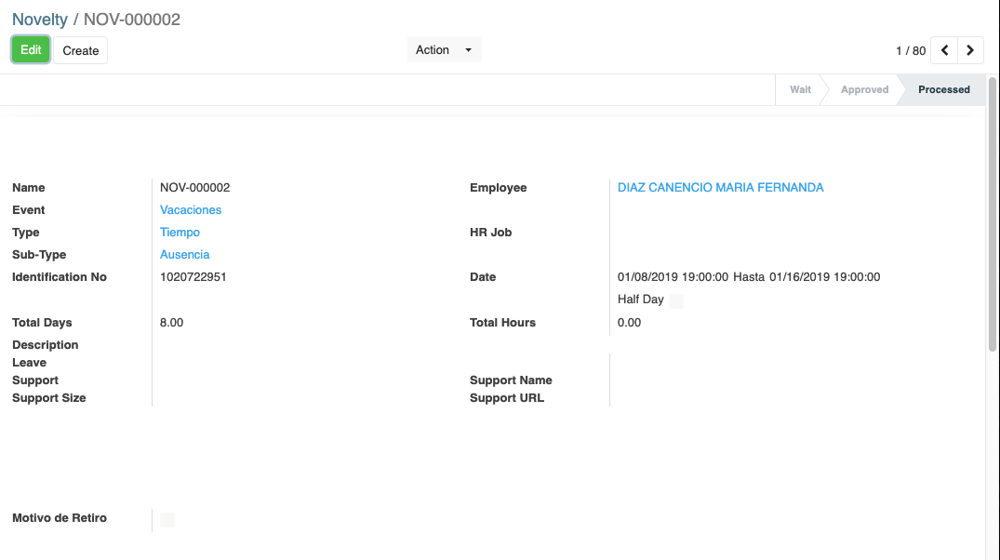 Novelty / NOV-000002
Edit Create Action 1 / 80
Wait Approved Processed
Name NOV-000002 Employee DIAZ CANENCIO MARIA FERNANDA
Event Vacaciones
Type Tiempo HR Job
Sub-Type Ausencia
Identification No 1020722951 Date 01/08/2019 19:00:00 Hasta 01/16/2019 19:00:00
Half Day
Total Days 8.00 Total Hours 0.00
Description
Leave
Support Support Name
Support Size Support URL
Motivo de Retiro